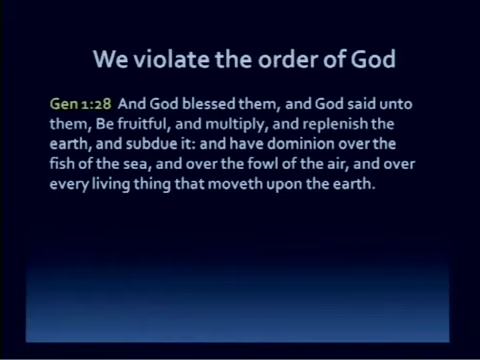 We violate the order of God
Gen 1:28 And God blessed them, and God said unto
them, Be fruitful, and multiply, and replenish the
earth, and subdue it: and have dominion over the
fish of the sea, and over the fowl of the air, and over
every living thing that moveth upon the earth.